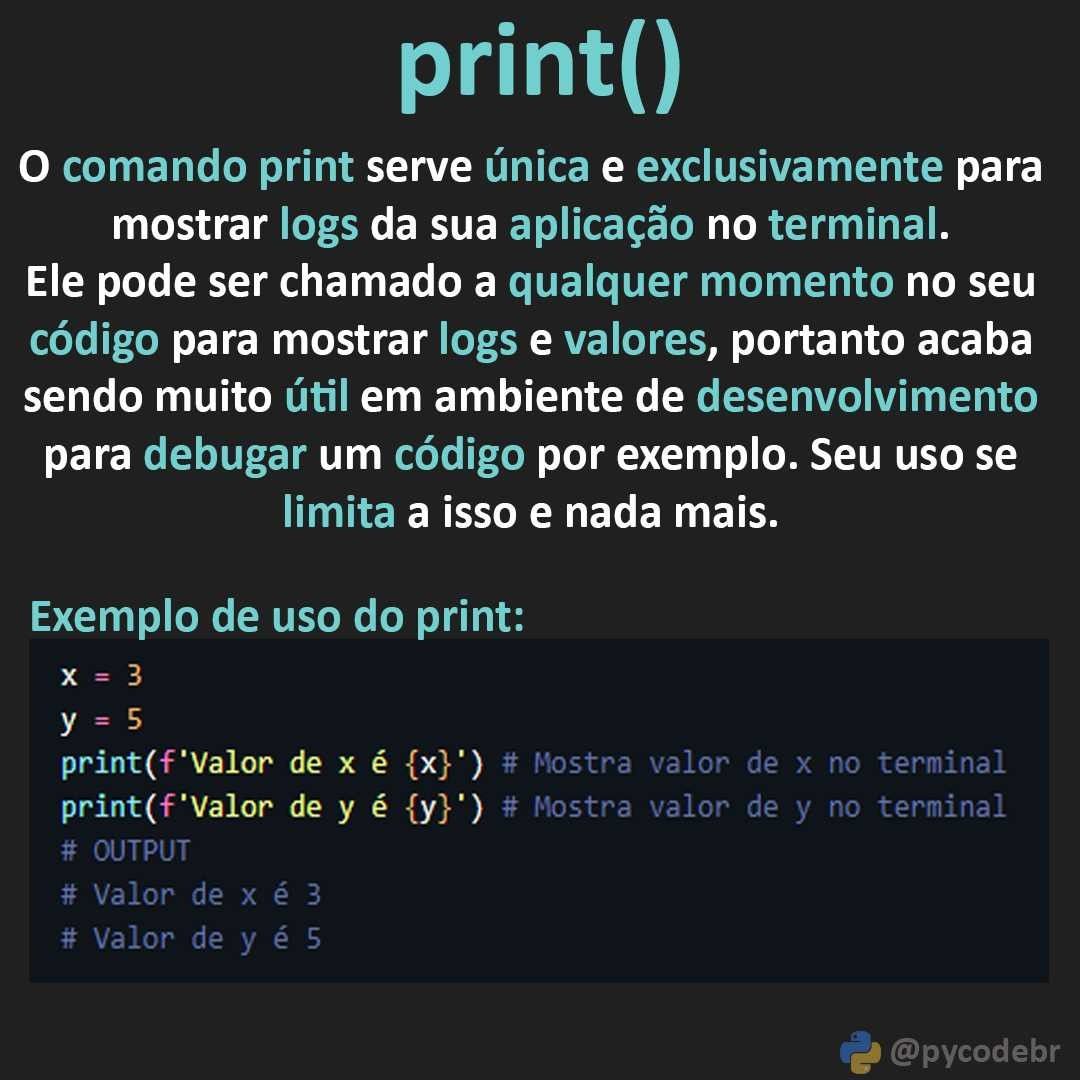 print()
O comando print serve única e exclusivamente para
mostrar logs da sua aplicação no terminal.
Ele pode ser chamado a qualquer momento no seu
código para mostrar logs e valores, portanto acaba
sendo muito útil em ambiente de desenvolvimento
para debugar um código por exemplo. Seu uso se
limita a isso e nada mais.
Exemplo de uso do print:
x = 3
y = 5
print(f'Valor de x é {x}') # Mostra valor de x no terminal
print(f'Valor de y é {y}') # Mostra valor de y no terminal
# OUTPUT
# Valor de x é 3
# Valor de y é 5
@pycodebr